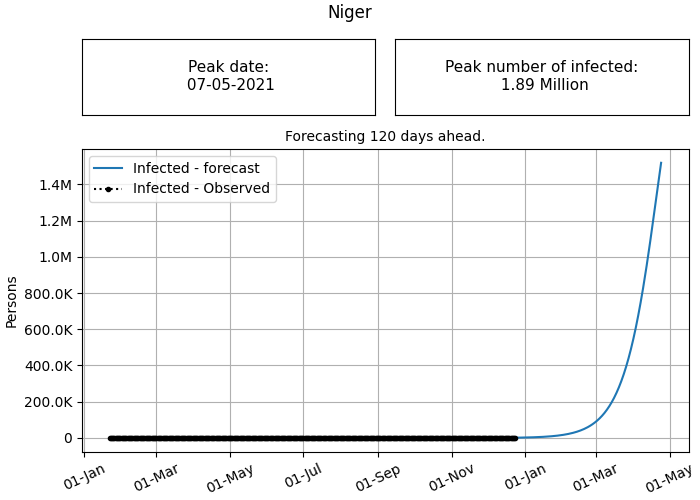 Niger
Peak date:
07-05-2021
Peak number of infected:
1.89 Million
Forecasting 120 days ahead.
Infected - forecast
Infected - Observed
1.4M
1.2M
1.0M
800.0K
600.0K
400.0K
200.0K
0
Persons
01-Jan
01-Mar
01-May
01-Jul
01-Sep
01-Nov
01-Jan
01-Mar
01-May